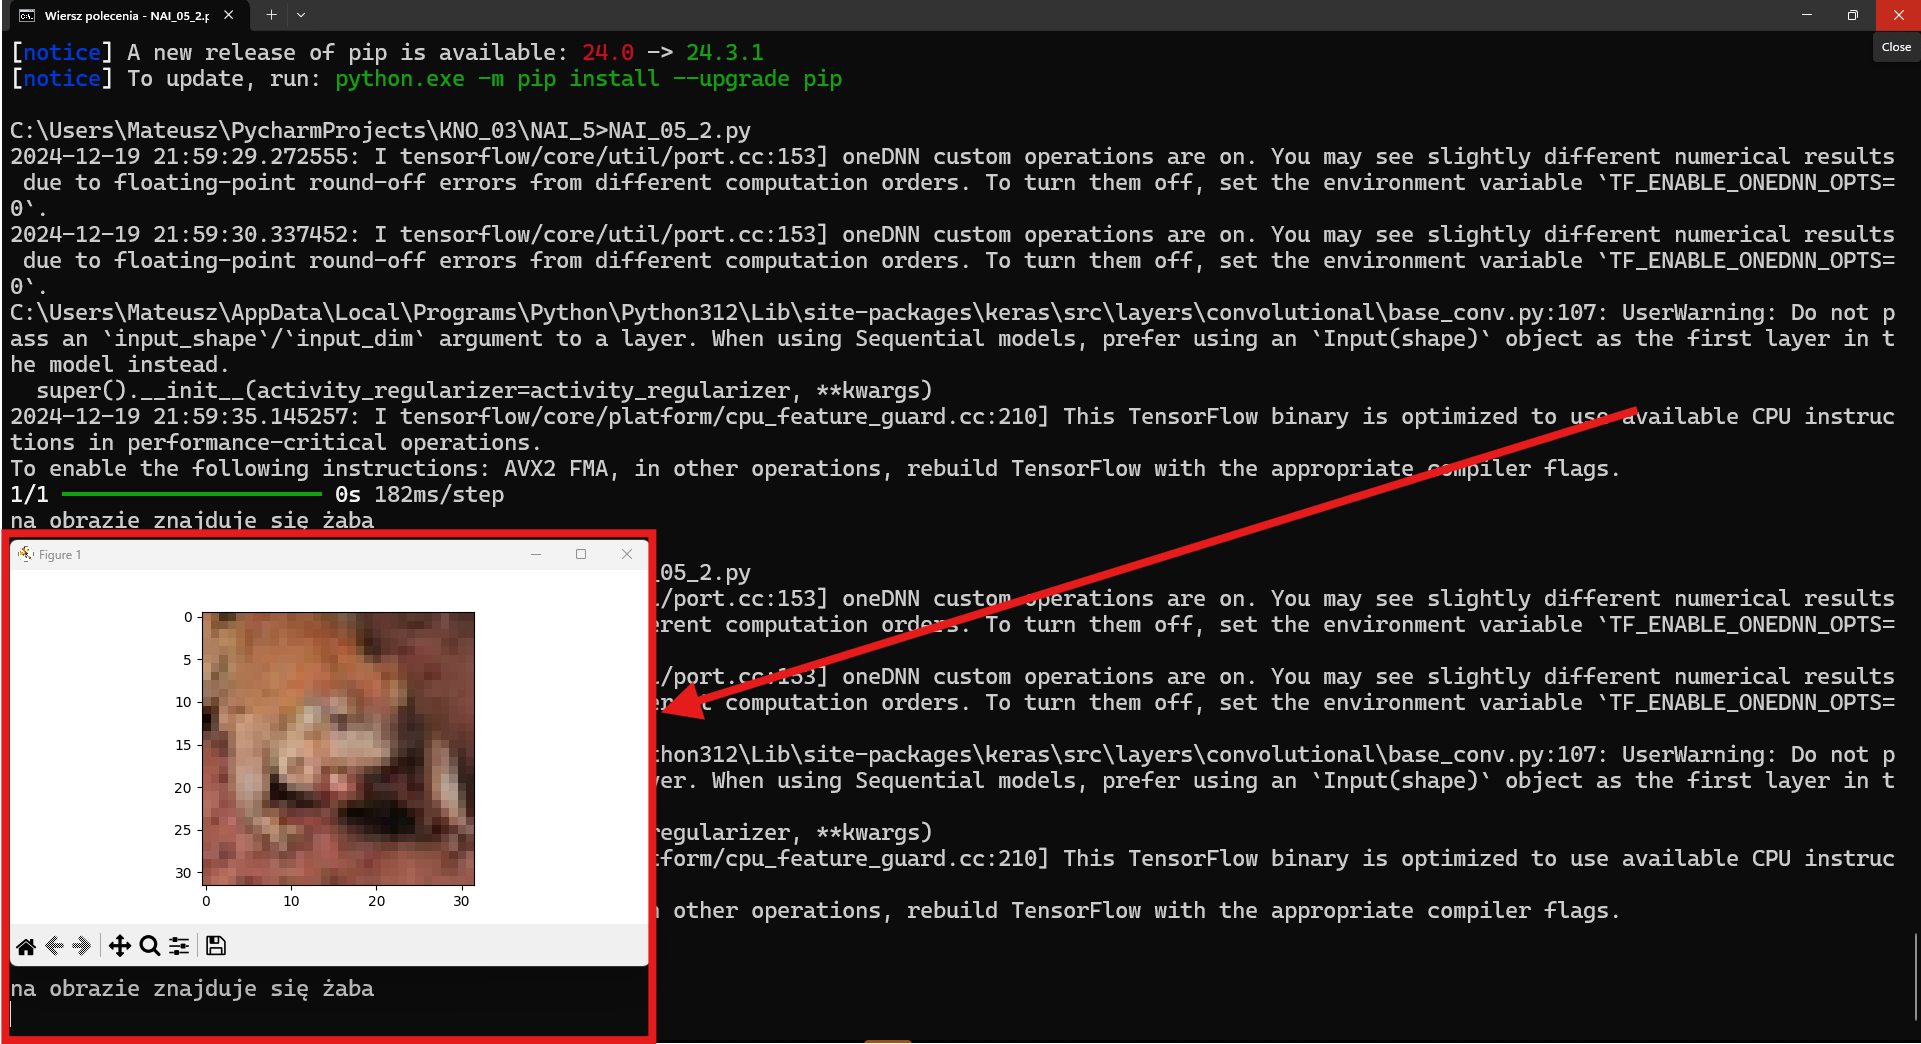 Wiersz polecenia - NAI_05_2.p
Close
[notice] A new release of pip is available: 24.0 -> 24.3.1
[notice] To update, run: python.exe -m pip install --upgrade pip
C:\Users\Mateusz\PycharmProjects\KNO_03\NAI_5>NAI_05_2.py
2024-12-19 21:59:29.272555: I tensorflow/core/util/port.cc:153] oneDNN custom operations are on. You may see slightly different numerical results
due to floating-point round-off errors from different computation orders. To turn them off, set the environment variable `TF_ENABLE_ONEDNN_OPTS=
0`.
2024-12-19 21:59:30.337452: I tensorflow/core/util/port.cc:153] oneDNN custom operations are on. You may see slightly different numerical results
due to floating-point round-off errors from different computation orders. To turn them off, set the environment variable `TF_ENABLE_ONEDNN_OPTS=
0`.
C:\Users\Mateusz\AppData\Local\Programs\Python\Python312\Lib\site-packages\keras\src\layers\convolutional\base_conv.py:107: UserWarning: Do not p
ass an `input_shape`/`input_dim` argument to a layer. When using Sequential models, prefer using an `Input(shape)` object as the first layer in t
he model instead.
super().__init__(activity_regularizer=activity_regularizer, **kwargs)
2024-12-19 21:59:35.145257: I tensorflow/core/platform/cpu_feature_guard.cc:210] This TensorFlow binary is optimized to use available CPU instruc
tions in performance-critical operations.
To enable the following instructions: AVX2 FMA, in other operations, rebuild TensorFlow with the appropriate compiler flags.
1/1 0s 182ms/step
na obrazie znajduje się żaba
_05_2.py
/port.cc:153] oneDNN custom operations are on. You may see slightly different numerical results
erent computation orders. To turn them off, set the environment variable `TF_ENABLE_ONEDNN_OPTS=
/port.cc:153] oneDNN custom operations are on. You may see slightly different numerical results
erent computation orders. To turn them off, set the environment variable `TF_ENABLE_ONEDNN_OPTS=
thon312\Lib\site-packages\keras\src\layers\convolutional\base_conv.py:107: UserWarning: Do not p
yer. When using Sequential models, prefer using an `Input(shape)` object as the first layer in t
regularizer, **kwargs)
tform/cpu_feature_guard.cc:210] This TensorFlow binary is optimized to use available CPU instruc
other operations, rebuild TensorFlow with the appropriate compiler flags.
Figure 1
0
5
10
15
20
25
30
0 10 20 30
na obrazie znajduje się żaba